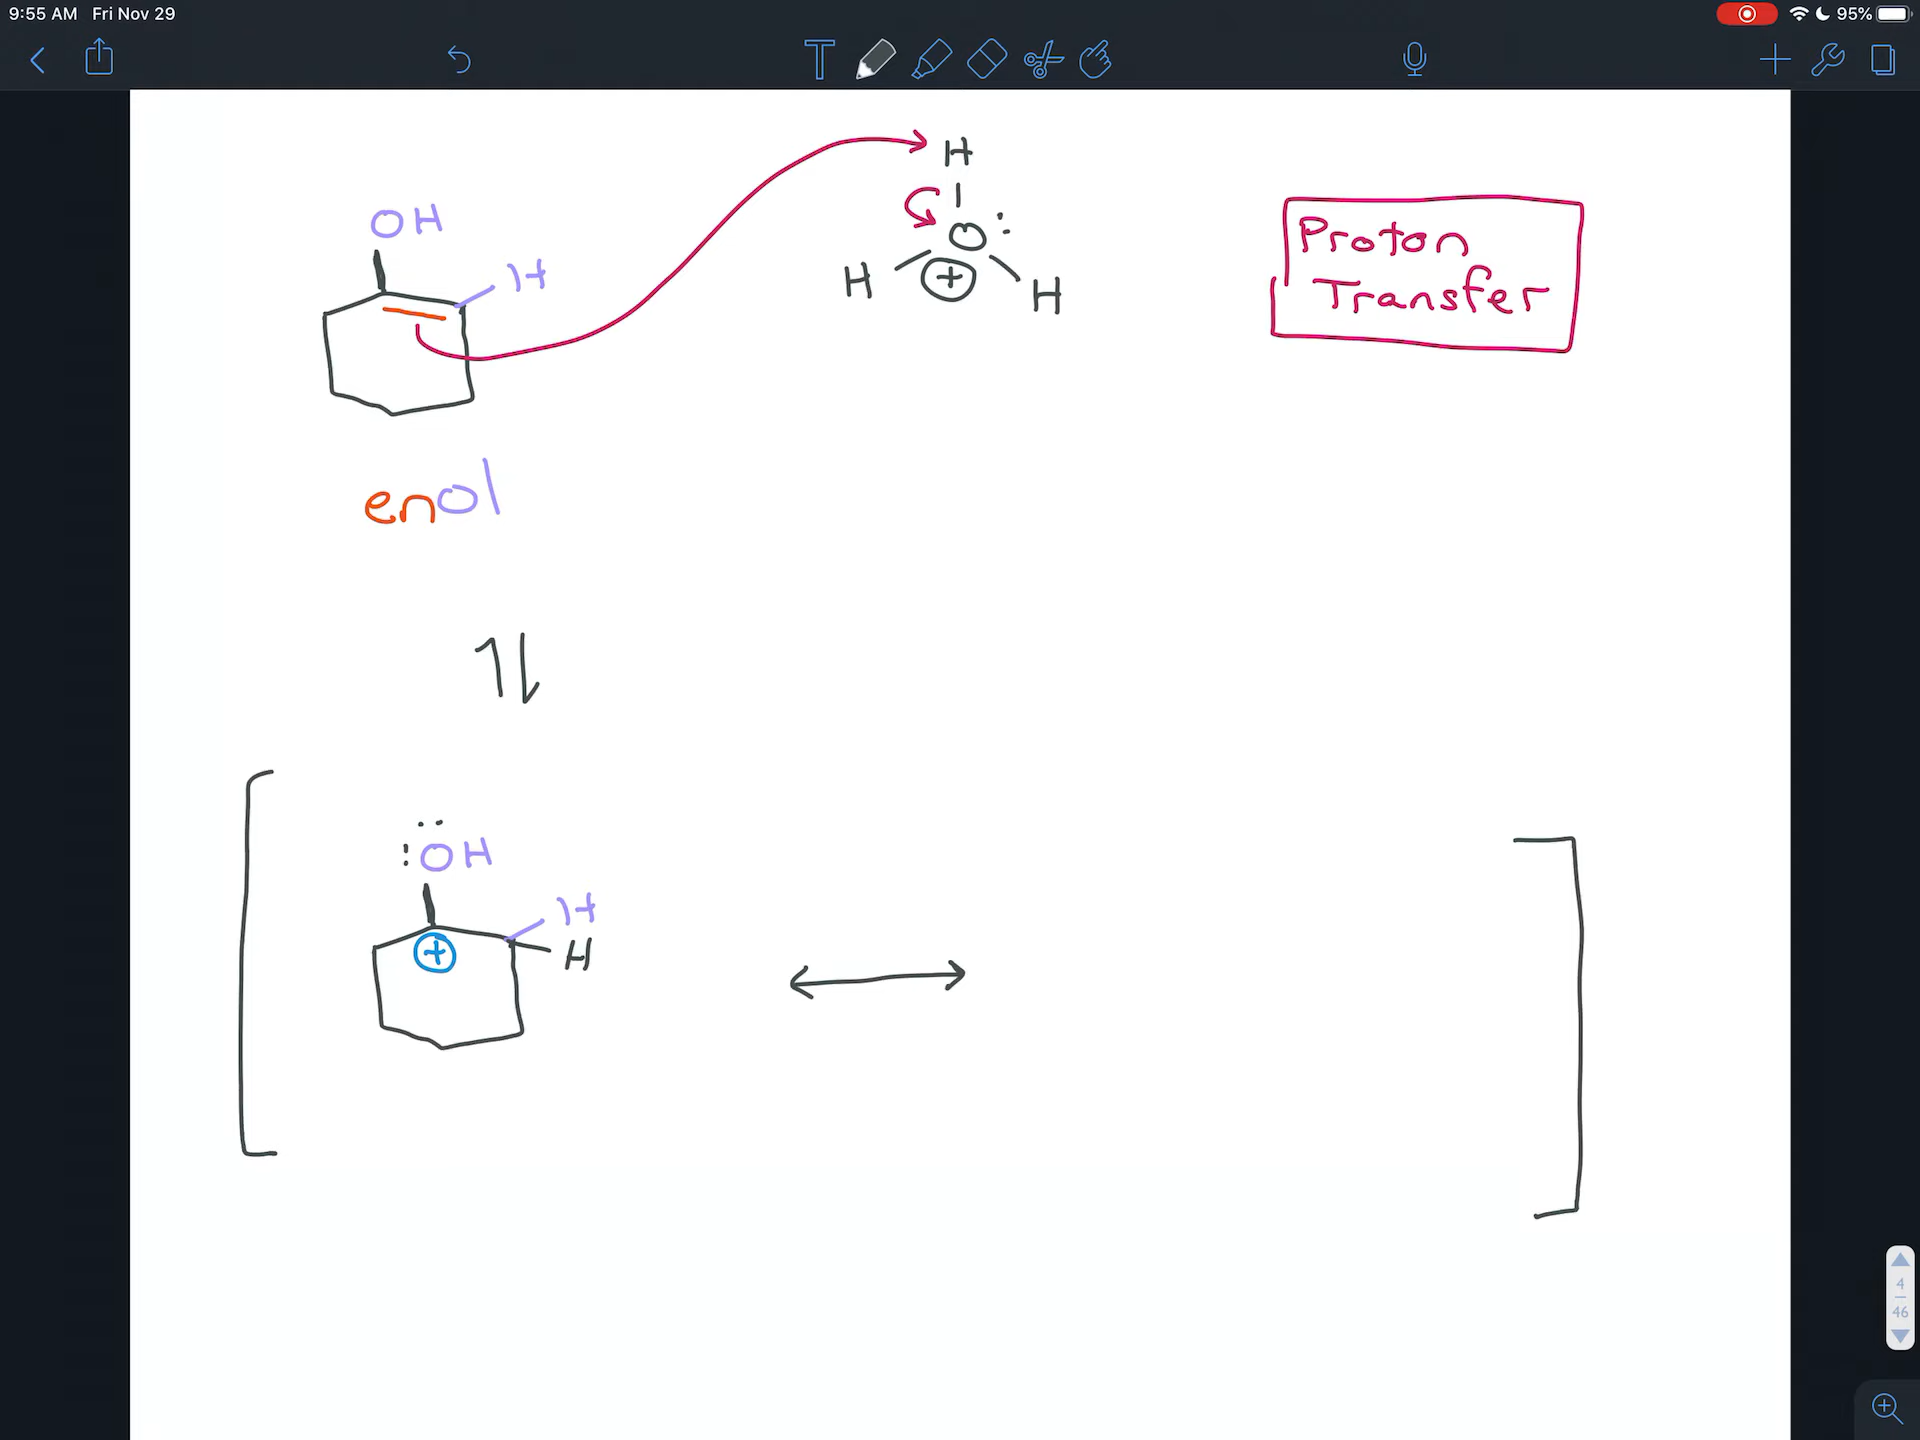 9:55 AM Fri Nov 29
95%
T
H
OH
O:
Proton
H
H
+
H
Transfer
enol
:OH
H
+
H
4
46